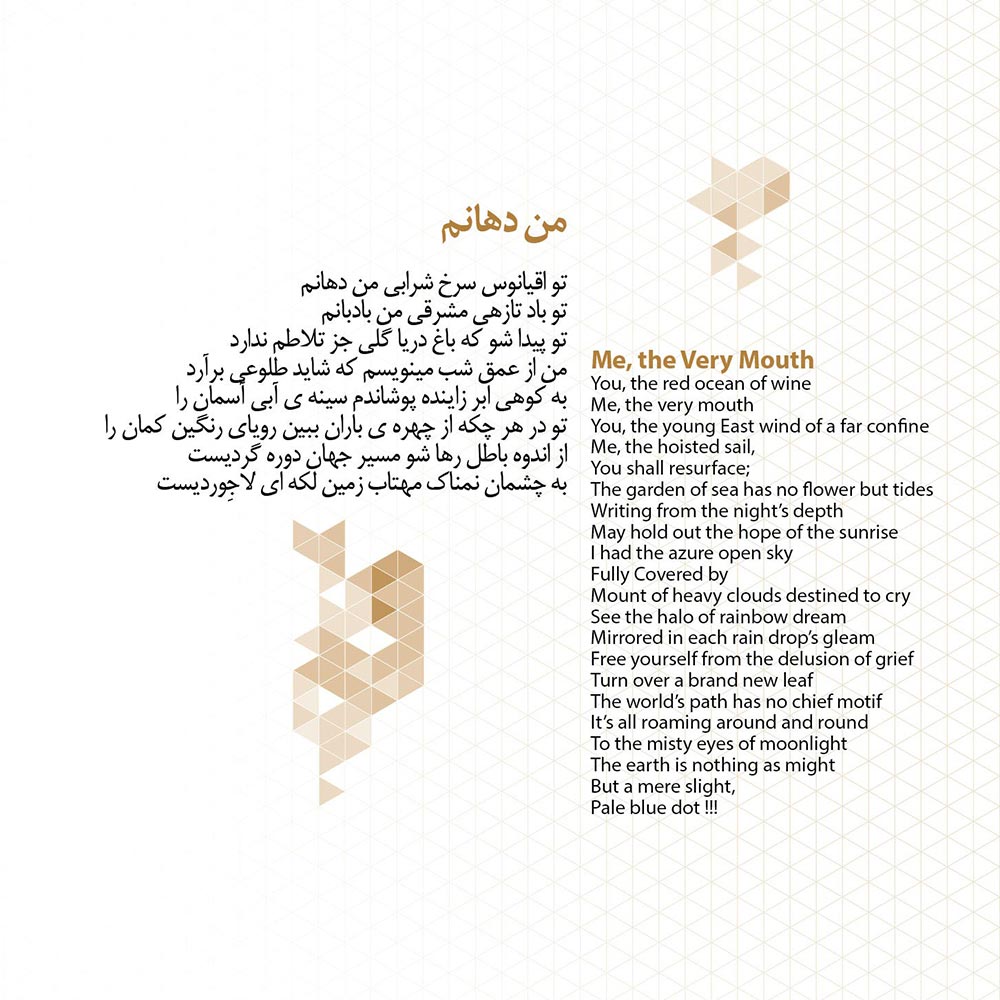 من دهانم
تو اقیانوس سرخ شرابی من دهانم
تو باد تازهی مشرقی من بادبانم
تو پیدا شو که باغ دریا گلی جز تلاطم ندارد
من از عمق شب مینویسم که شاید طلوعی برآرد
به کوهی ابر زاینده پوشاندم سینه ی آبی آسمان را
تو در هر چکه از چهره ی باران ببین رویای رنگین کمان را
از اندوه باطل رها شو مسیر جهان دوره گردیست
به چشمان نمناک مهتاب زمین لکه ای لاجِوردیست
Me, the Very Mouth
You, the red ocean of wine
Me, the very mouth
You, the young East wind of a far confine
Me, the hoisted sail,
You shall resurface;
The garden of sea has no flower but tides
Writing from the night's depth
May hold out the hope of the sunrise
I had the azure open sky
Fully Covered by
Mount of heavy clouds destined to cry
See the halo of rainbow dream
Mirrored in each rain drop's gleam
Free yourself from the delusion of grief
Turn over a brand new leaf
The world's path has no chief motif
It's all roaming around and round
To the misty eyes of moonlight
The earth is nothing as might
But a mere slight,
Pale blue dot !!!